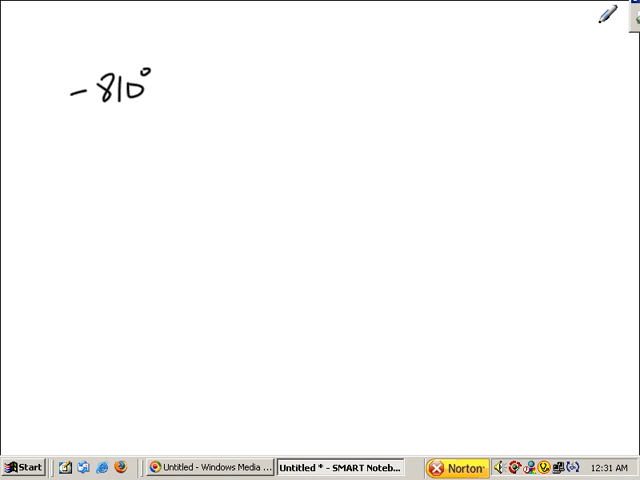 -810°
Start
Untitled - Windows Media ...
Untitled * - SMART Noteb...
Norton
12:31 AM